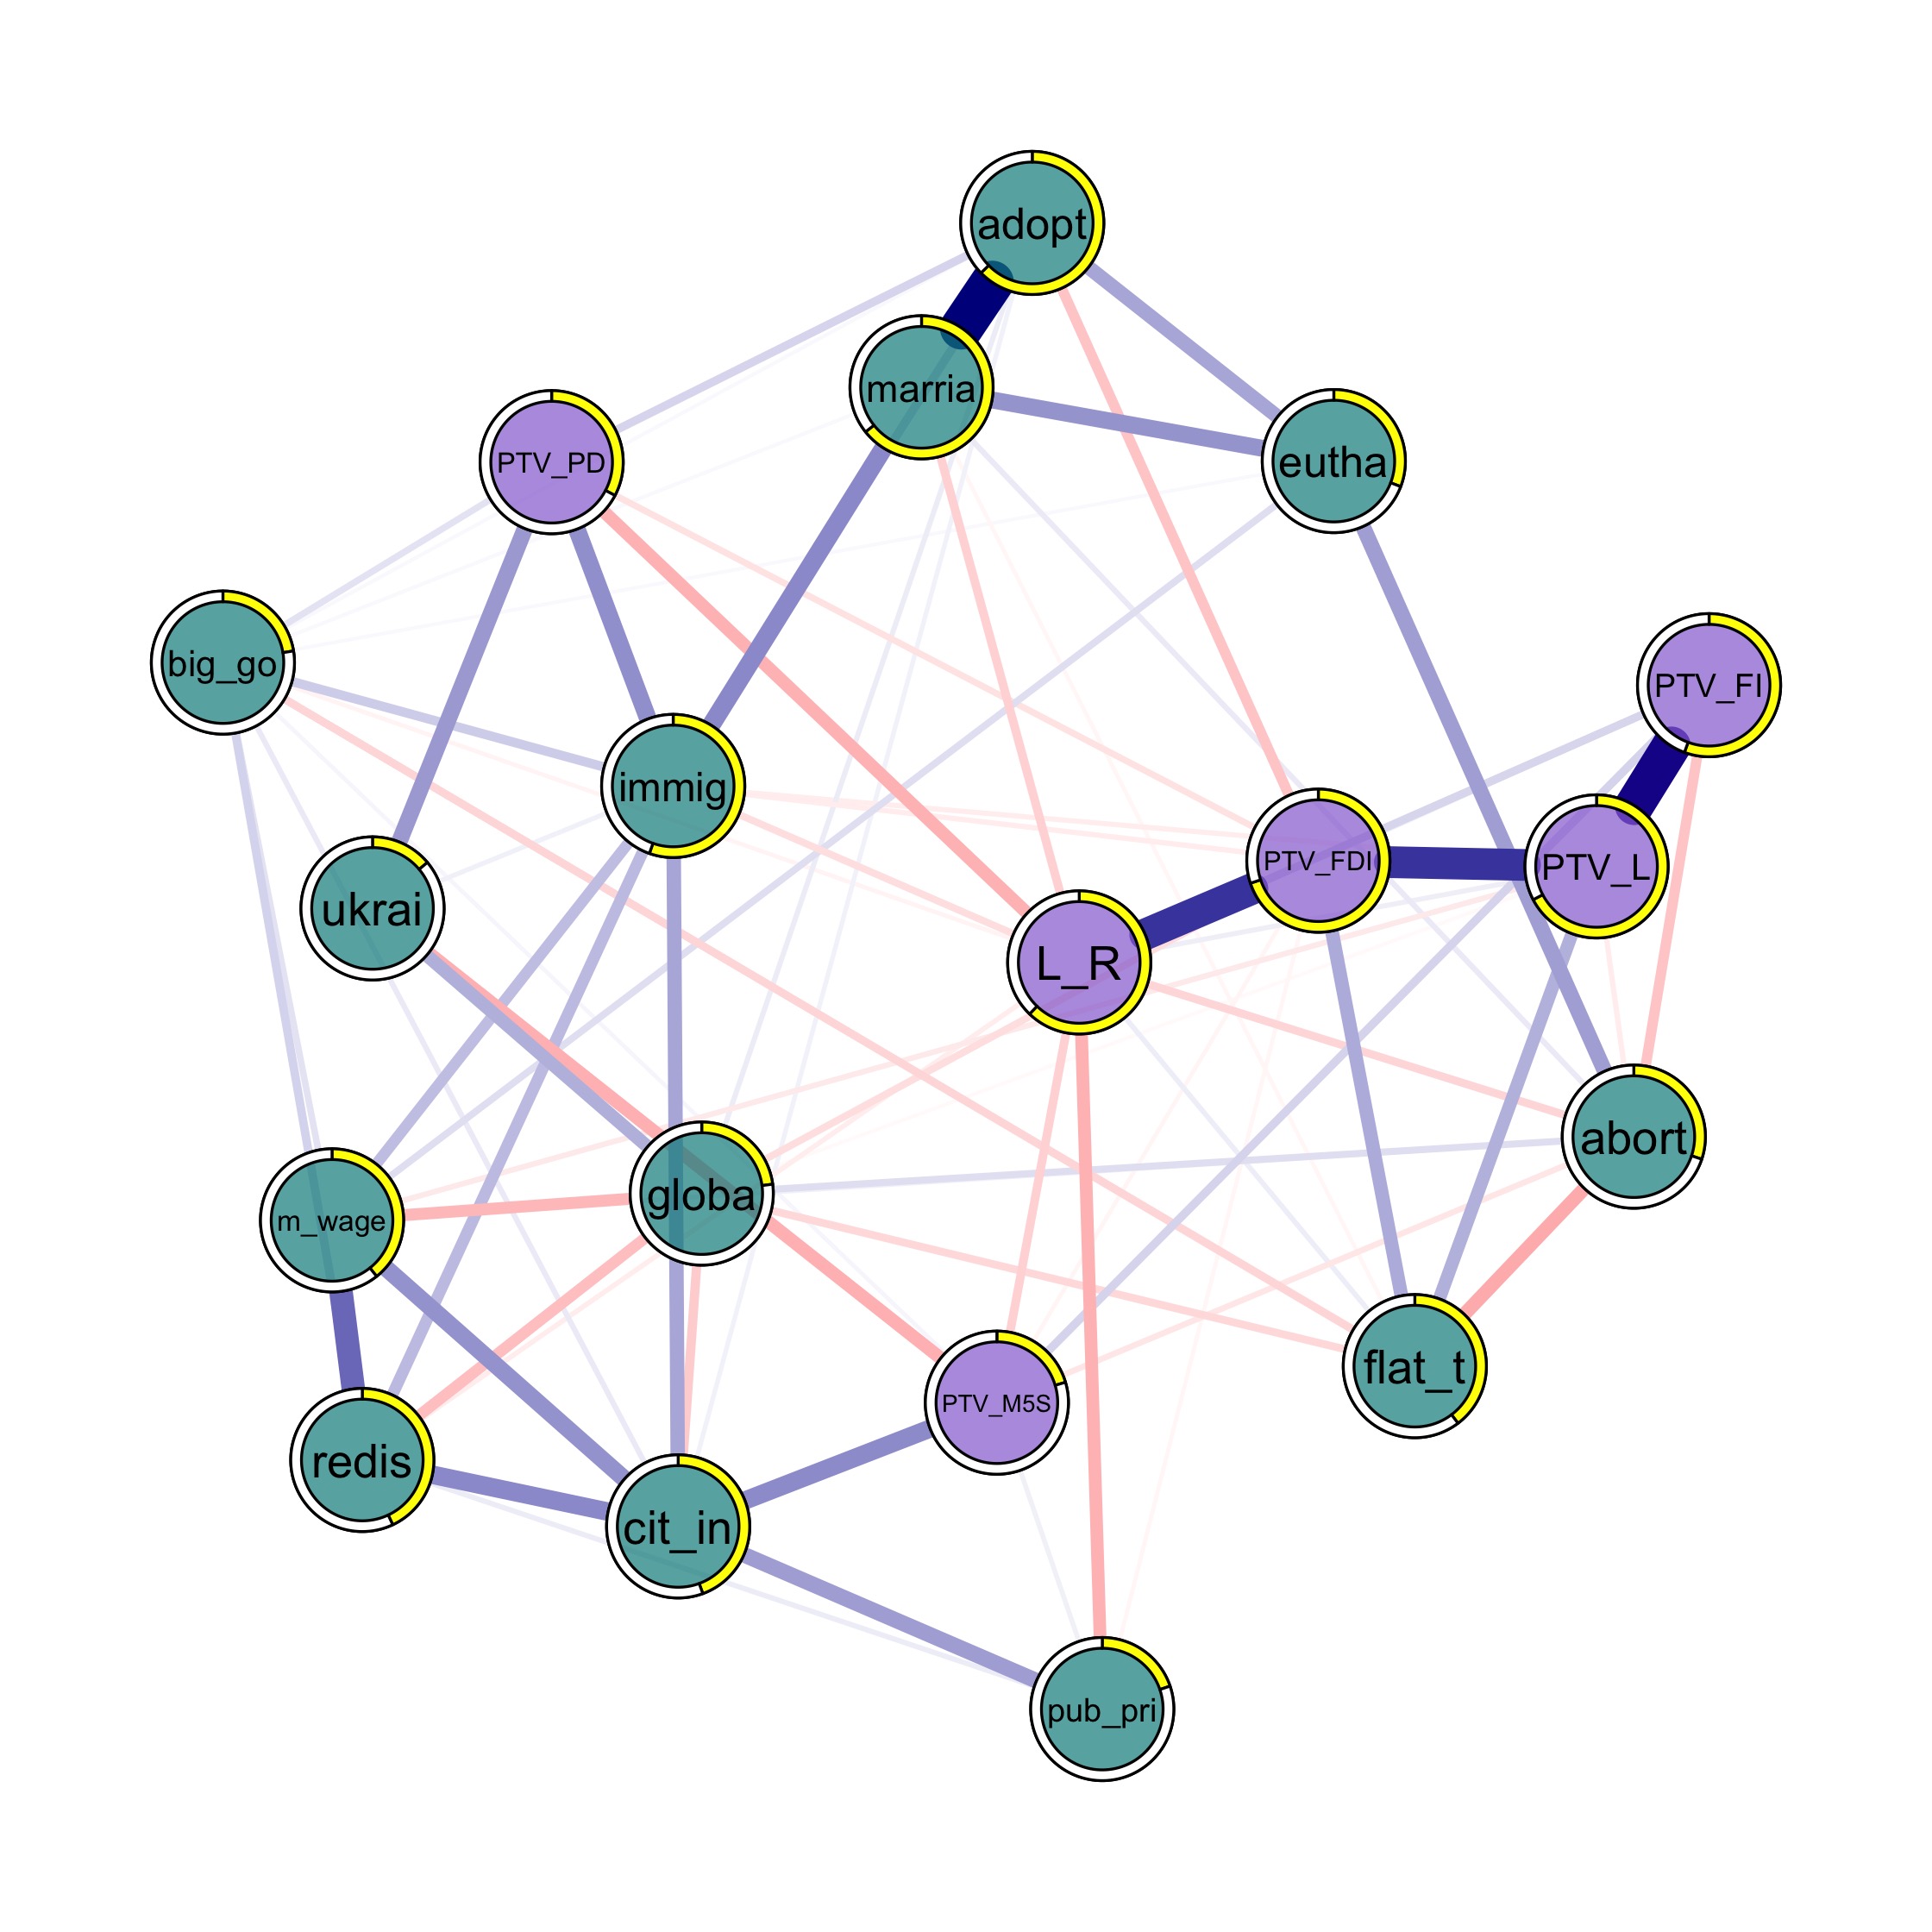 adopt
marria
PTV_PD
eutha
big_go
PTV_FI
immig
PTV_FDI
PTV_L
ukrai
L_R
abort
globa
m_wage
flat_t
PTV_M5S
redis
cit_in
pub_pri